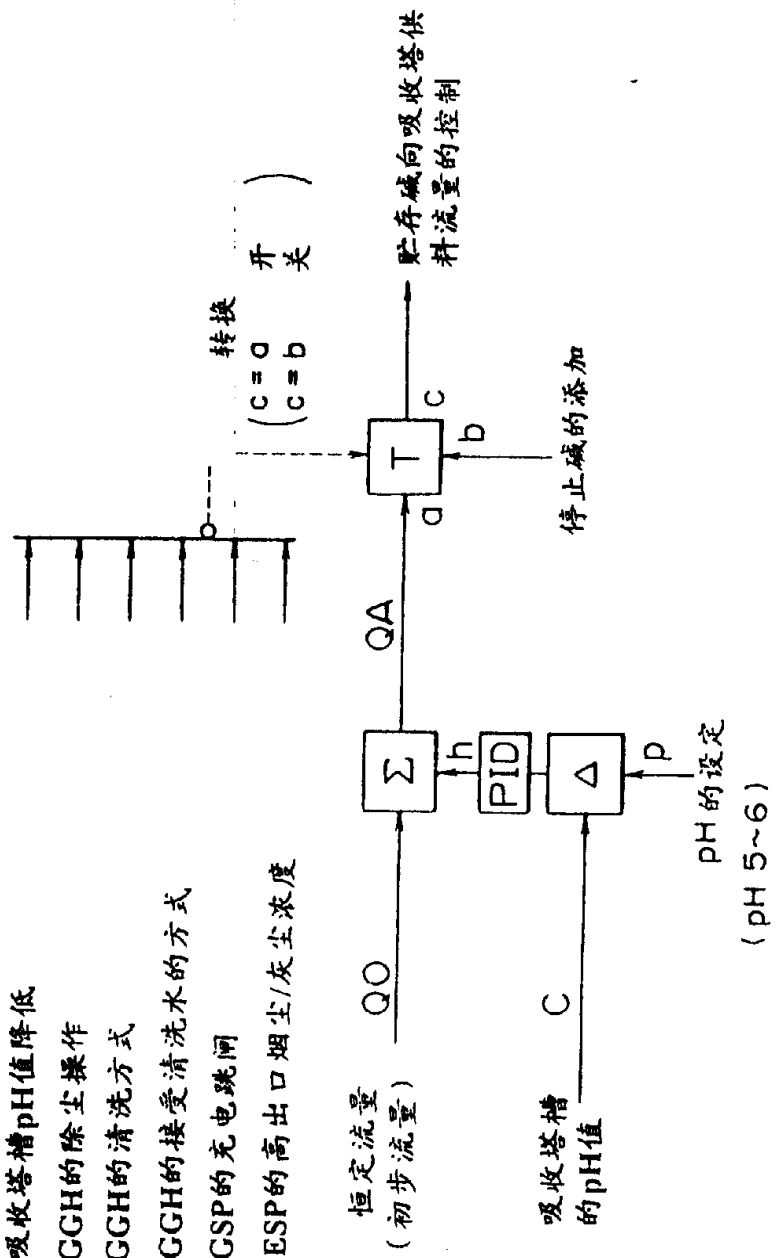 吸收塔槽pH值降低
GGH的除尘操作
GGH的清洗方式
GGH的接受清洗水的方式
GSP的充电跳闸
ESP的高出口烟尘/灰尘浓度
转换
(c=a 开)
(c=b 关)
恒定流量
(初步流量)
QO
Σ
QA
a
T
c
贮存碱向吸收塔供
料流量的控制
b
停止碱的添加
h
PID
吸收塔槽
的pH值
C
Δ
p
pH的设定
(pH 5~6)